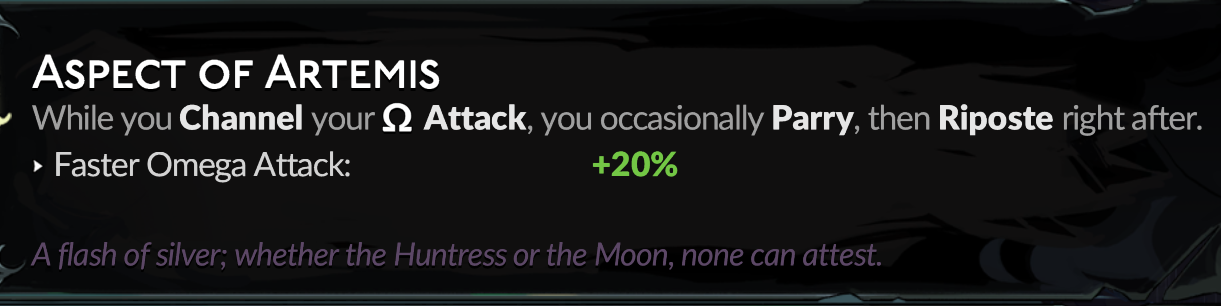 ASPECT OF ARTEMIS
While you Channel your Ω Attack, you occasionally Parry, then Riposte right after.
▸ Faster Omega Attack: +20%
A flash of silver; whether the Huntress or the Moon, none can attest.